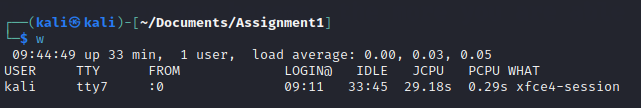 ┌──(kali㉿kali)-[~/Documents/Assignment1]
└─$ w
 09:44:49 up 33 min,  1 user,  load average: 0.00, 0.03, 0.05
USER     TTY      FROM             LOGIN@   IDLE   JCPU   PCPU WHAT
kali     tty7     :0               09:11   33:45  29.18s  0.29s xfce4-session